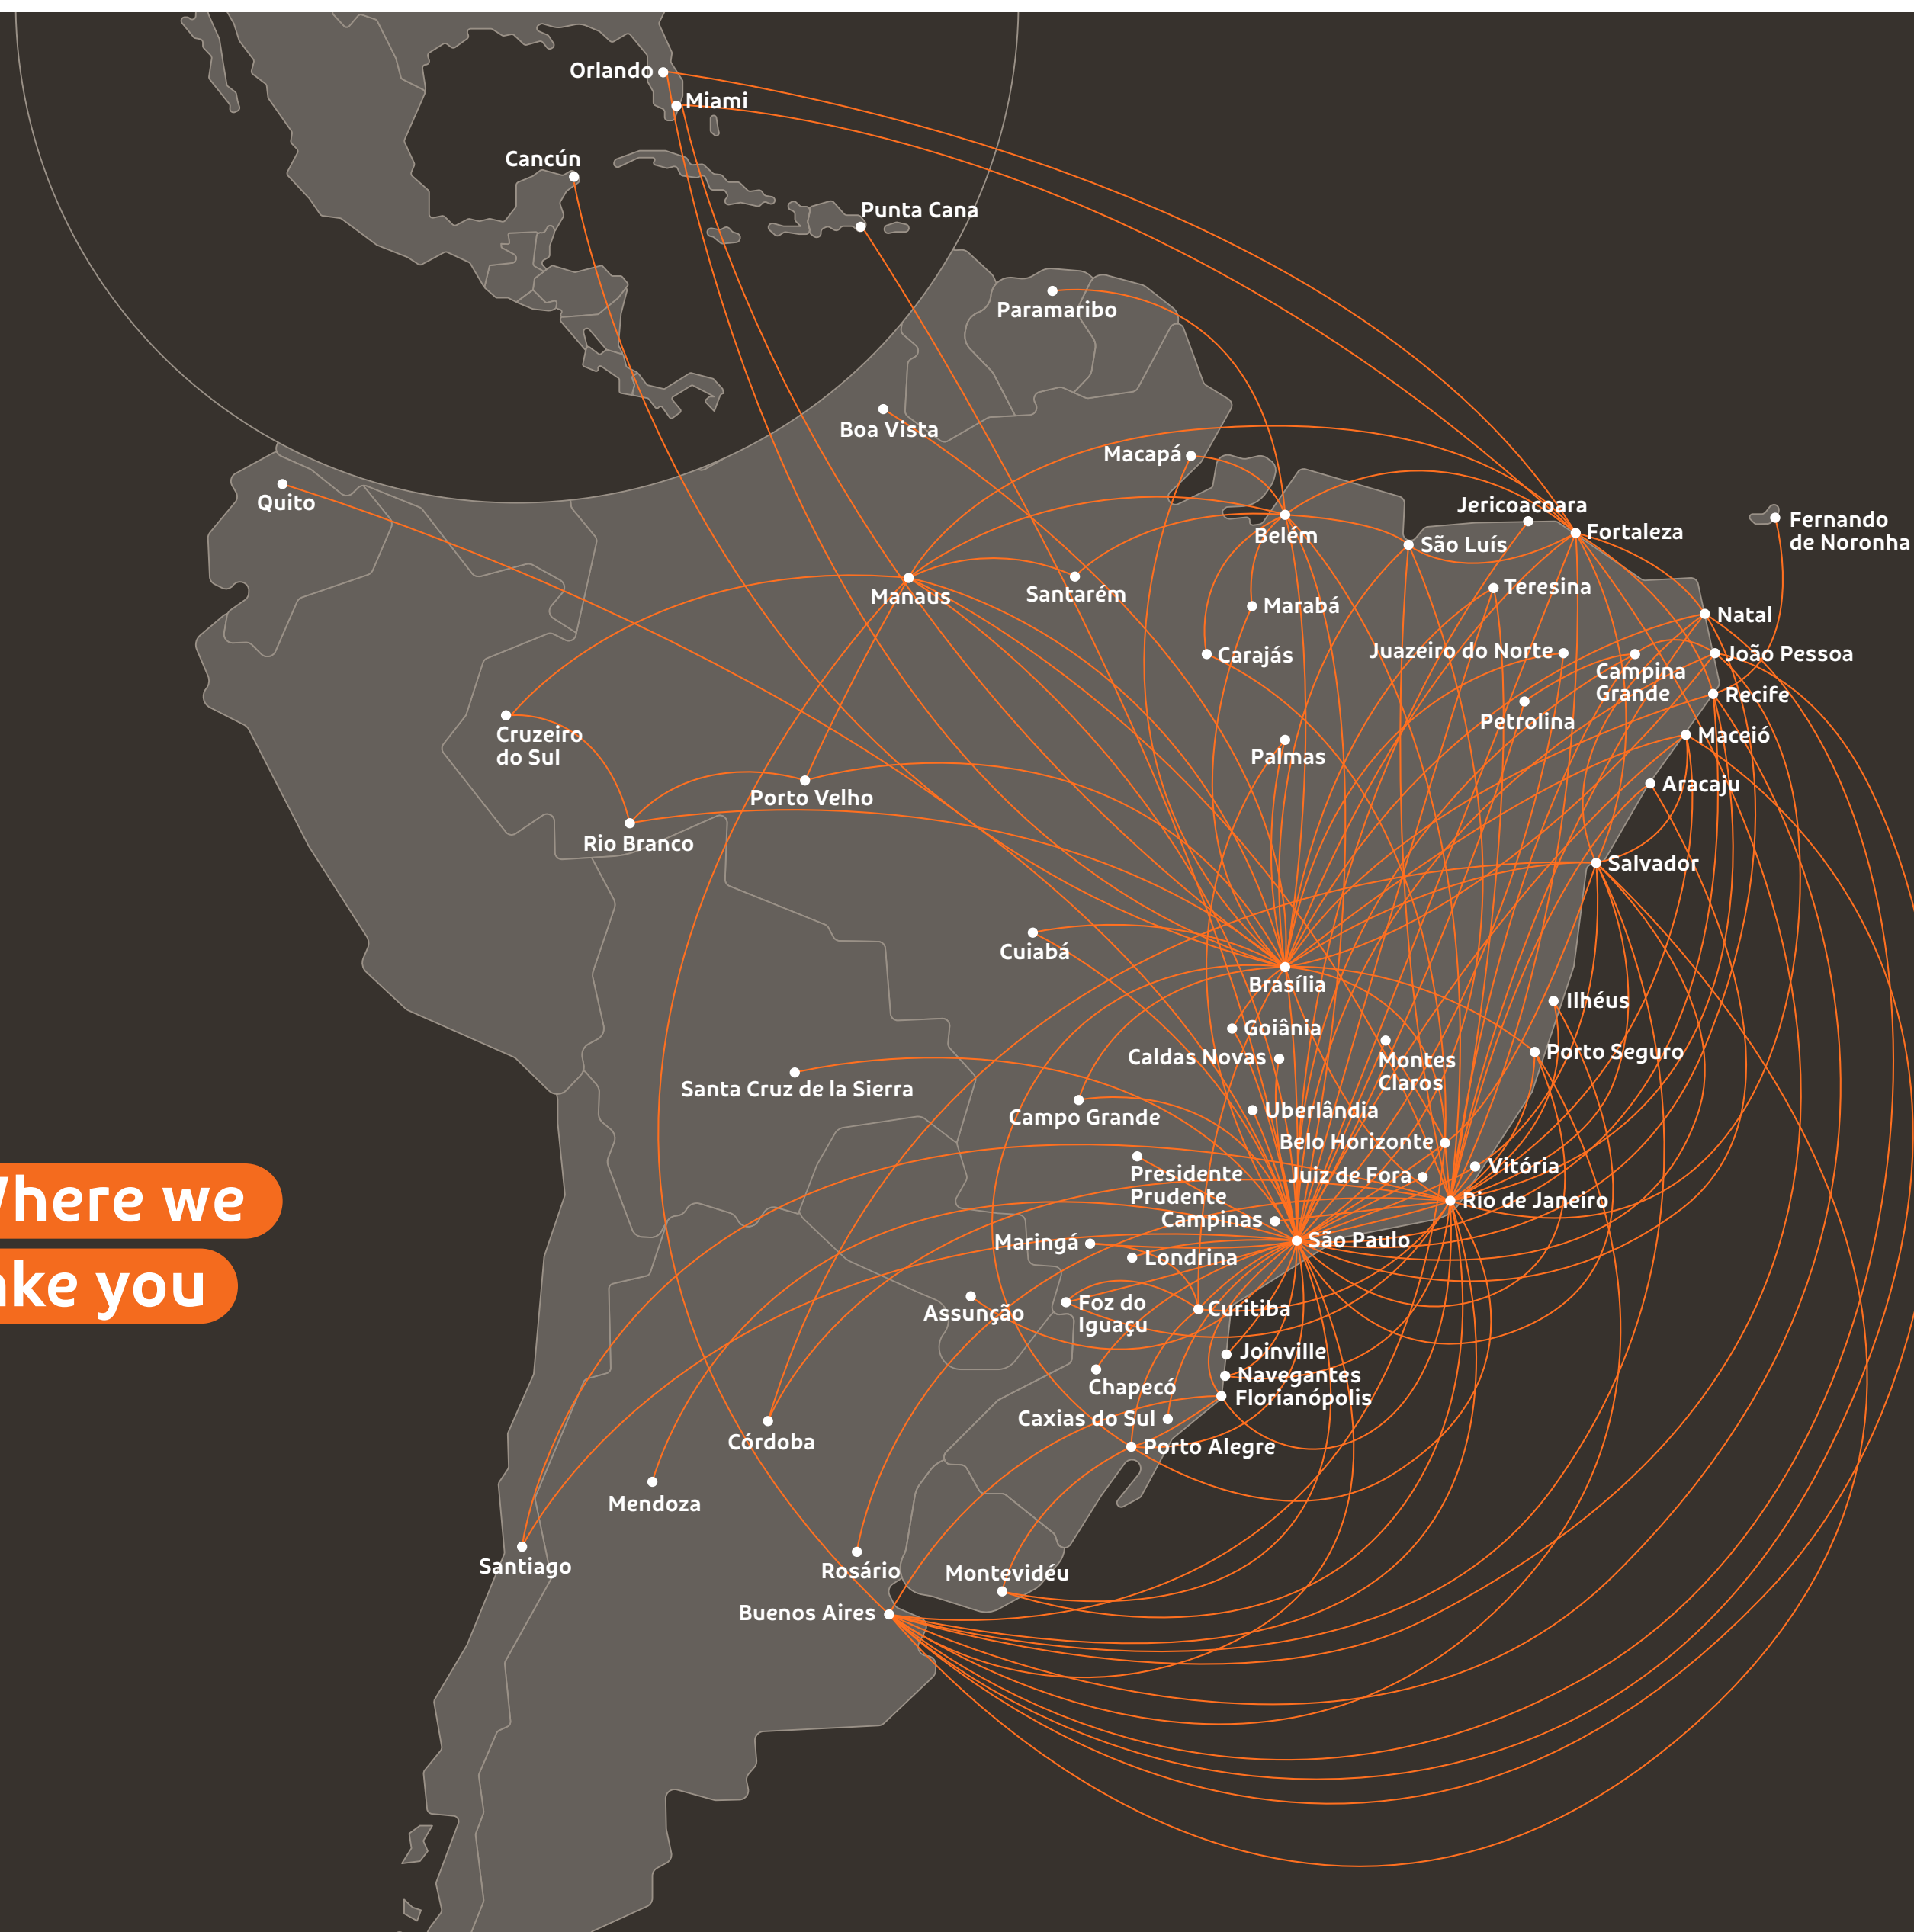 Orlando
Miami
Cancún
Punta Cana
Paramaribo
Boa Vista
Macapá
Quito
Jericoacoara
Fernando
de Noronha
Fortaleza
Belém
São Luís
Manaus
Santarém
Teresina
Marabá
Natal
Carajás
Juazeiro do Norte
João Pessoa
Campina
Grande
Recife
Petrolina
Cruzeiro
do Sul
Maceió
Palmas
Aracaju
Porto Velho
Rio Branco
Salvador
Cuiabá
Brasília
Ilhéus
Goiânia
Caldas Novas
Montes
Claros
Porto Seguro
Santa Cruz de la Sierra
Campo Grande
Uberlândia
Belo Horizonte
Vitória
Presidente
Prudente
Juiz de Fora
here we
Rio de Janeiro
Campinas
São Paulo
Maringá
Londrina
ke you
Assunção
Foz do
Iguaçu
Curitiba
Joinville
Navegantes
Chapecó
Florianópolis
Caxias do Sul
Córdoba
Porto Alegre
Mendoza
Santiago
Rosário
Montevidéu
Buenos Aires